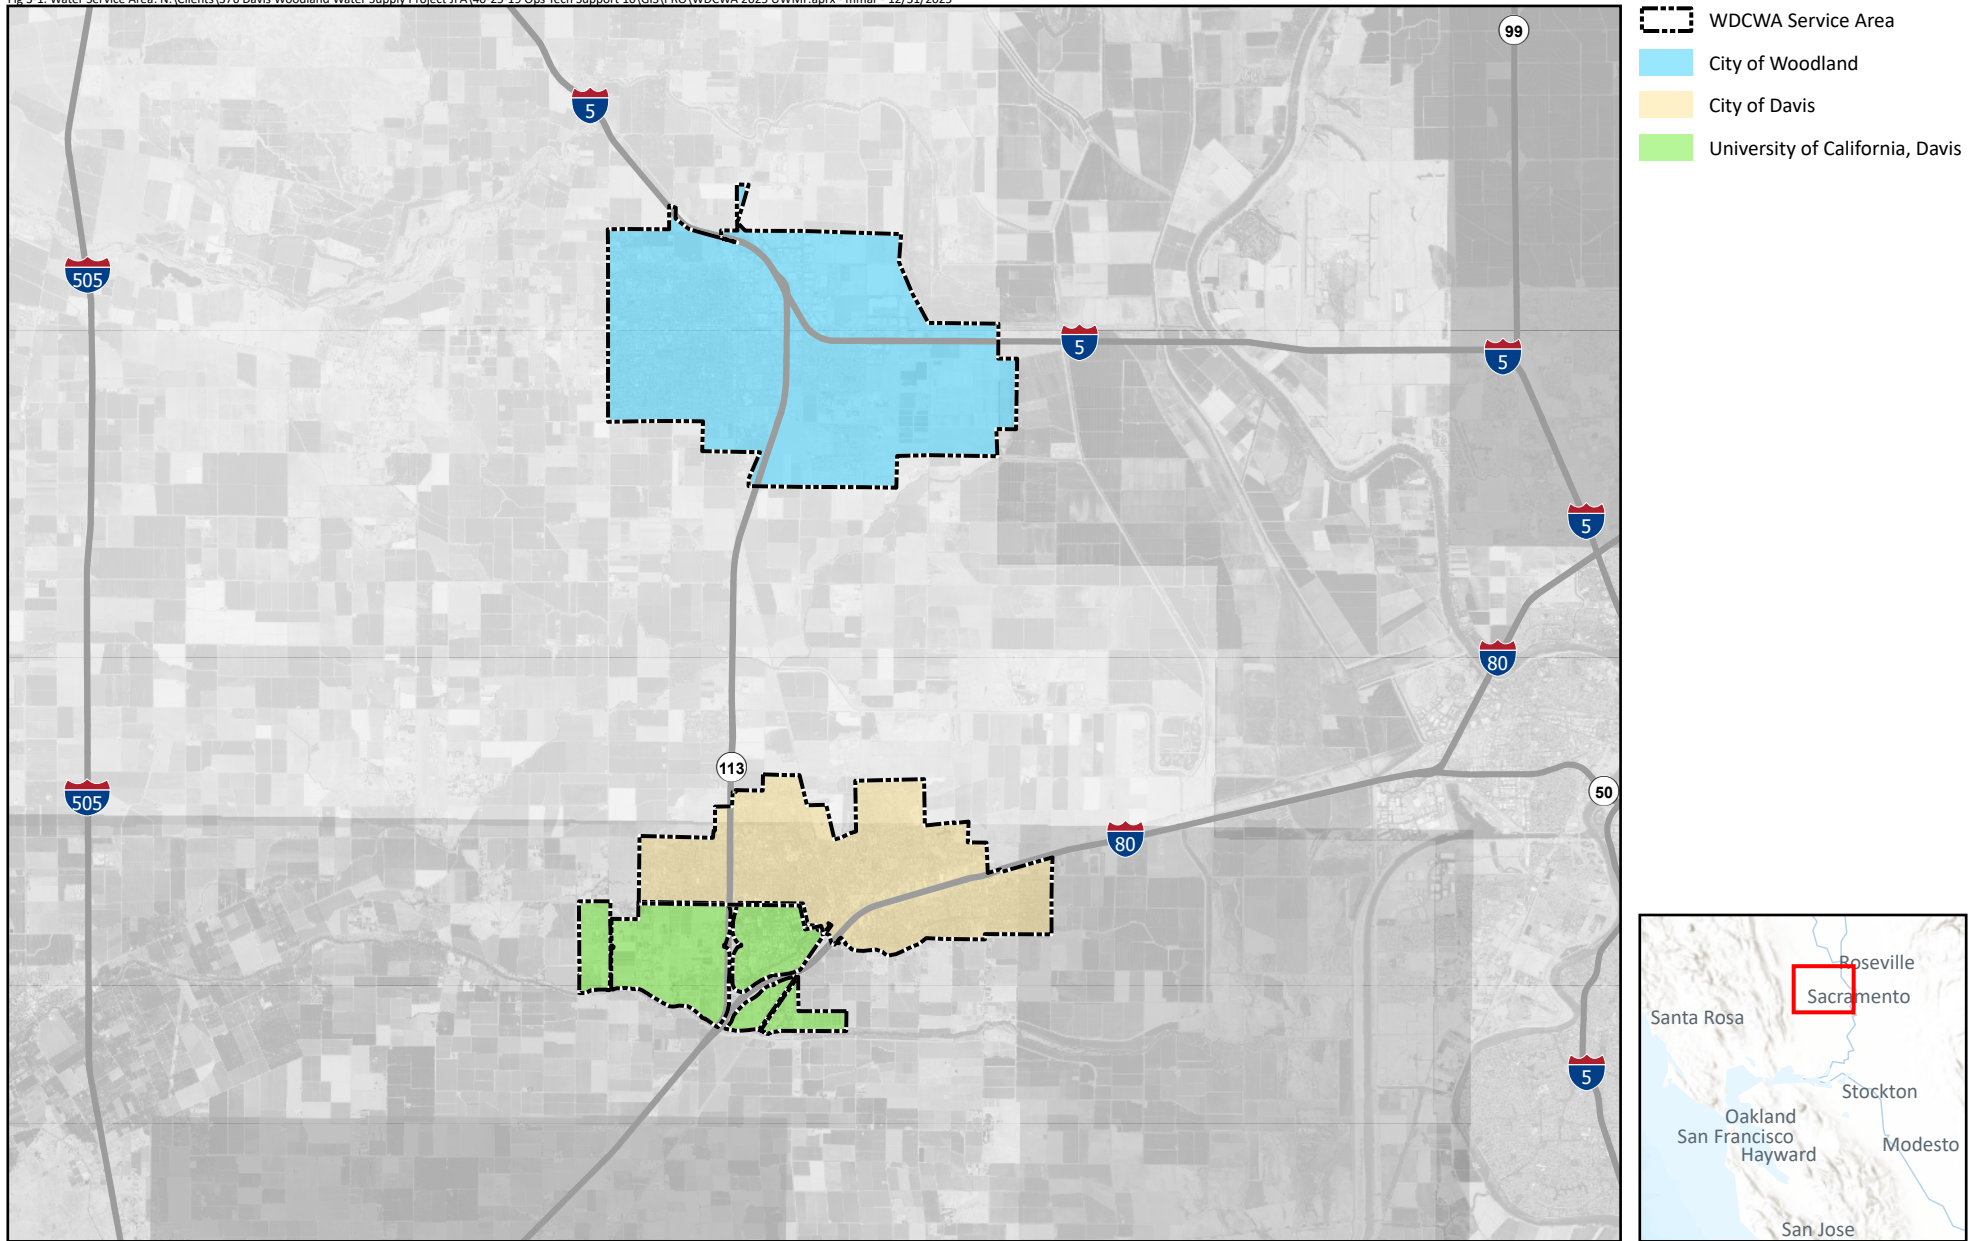 WDCWA Service Area
City of Woodland
City of Davis
University of California, Davis
99
5
505
5
5
5
80
113
505
50
80
5
Roseville
Sacramento
Santa Rosa
Stockton
Oakland
San Francisco
Modesto
Hayward
San Jose